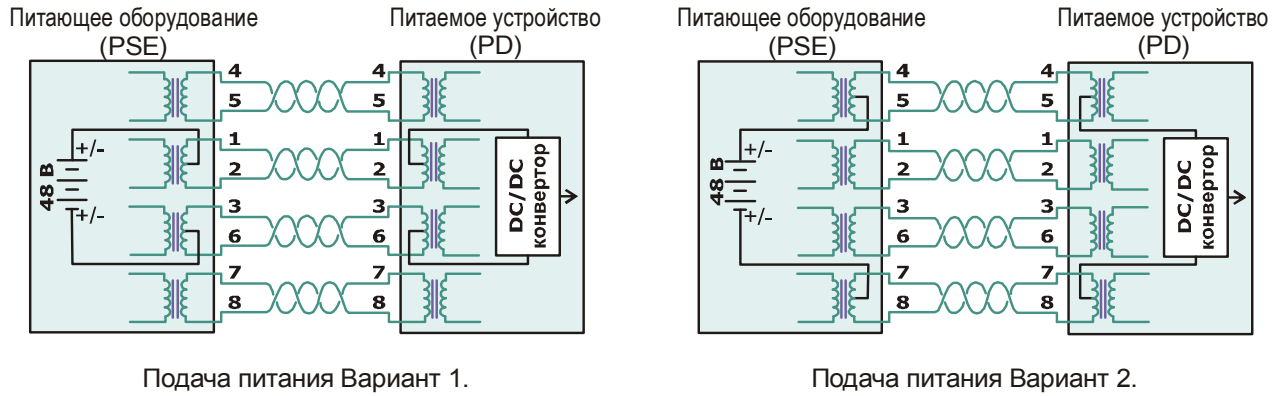 Питающее оборудование
(PSE)
Питаемое устройство
(PD)
4
5
1
2
3
6
7
8
4
5
1
2
3
6
7
8
+/-
48 В
+/-
DC/DC
конвертор
Подача питания Вариант 1.
Питающее оборудование
(PSE)
Питаемое устройство
(PD)
4
5
1
2
3
6
7
8
4
5
1
2
3
6
7
8
+/-
48 В
+/-
DC/DC
конвертор
Подача питания Вариант 2.